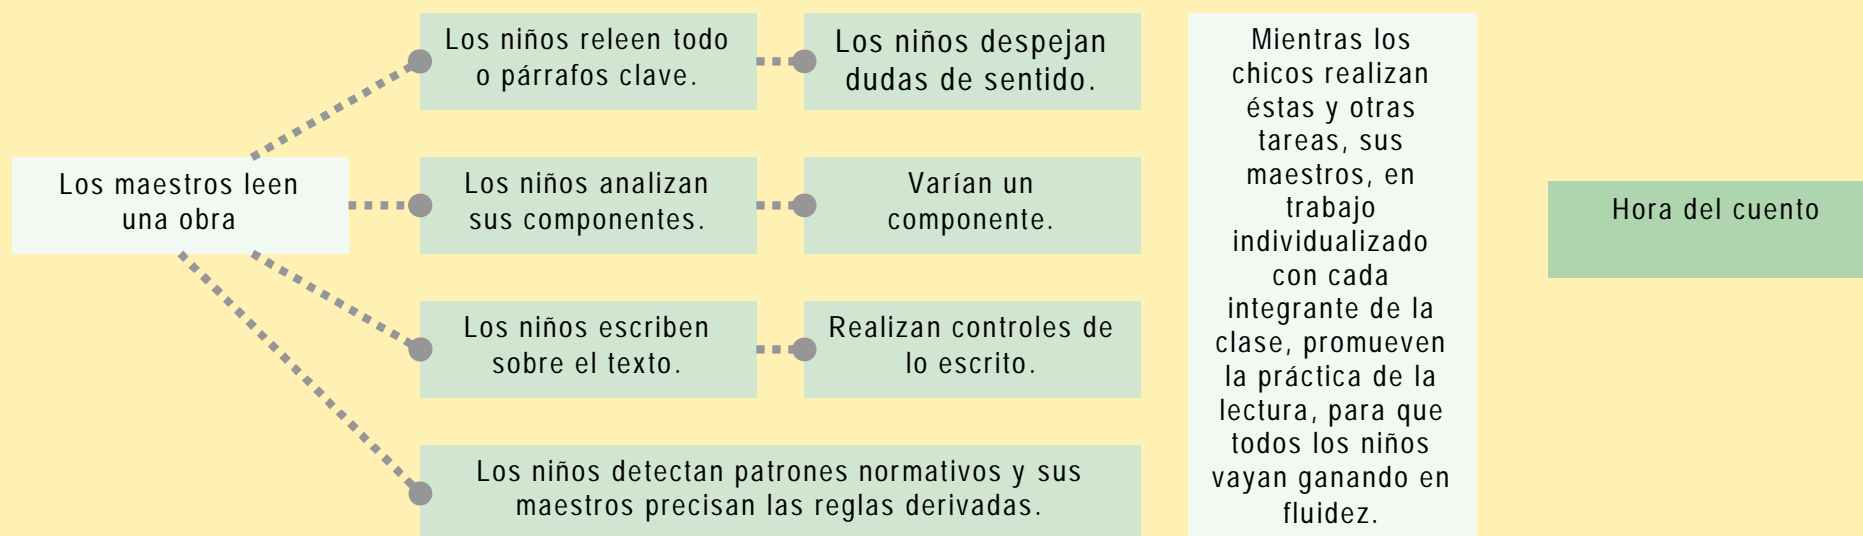 Los maestros leen
una obra
Los niños releen todo
o párrafos clave.
Los niños despejan
dudas de sentido.
Los niños analizan
sus componentes.
Varían un
componente.
Los niños escriben
sobre el texto.
Realizan controles de
lo escrito.
Los niños detectan patrones normativos y sus
maestros precisan las reglas derivadas.
Mientras los
chicos realizan
éstas y otras
tareas, sus
maestros, en
trabajo
individualizado
con cada
integrante de la
clase, promueven
la práctica de la
lectura, para que
todos los niños
vayan ganando en
fluidez.
Hora del cuento